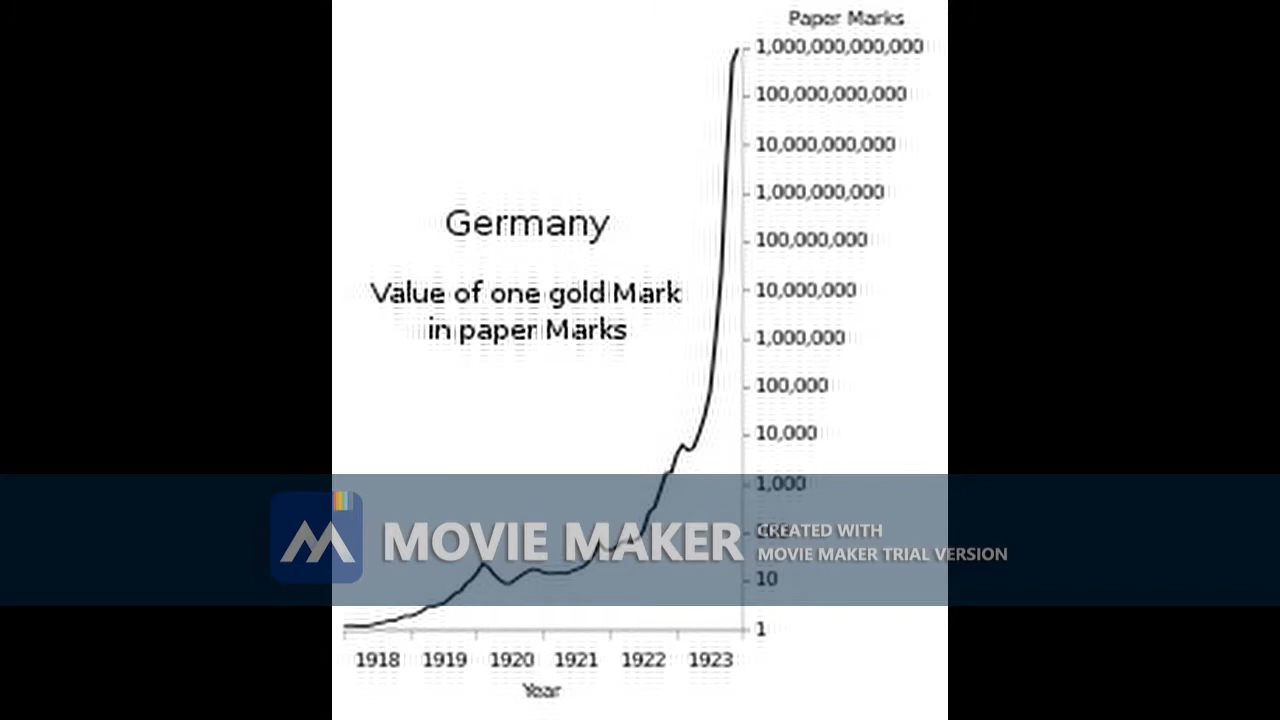 Paper Marks
1,000,000,000,000
100,000,000,000
10,000,000,000
1,000,000,000
100,000,000
10,000,000
1,000,000
100,000
10,000
1,000
10
1
Germany
Value of one gold Mark
in paper Marks
MOVIE MAKER
CREATED WITH
MOVIE MAKER TRIAL VERSION
1918 1919 1920 1921 1922 1923
Year